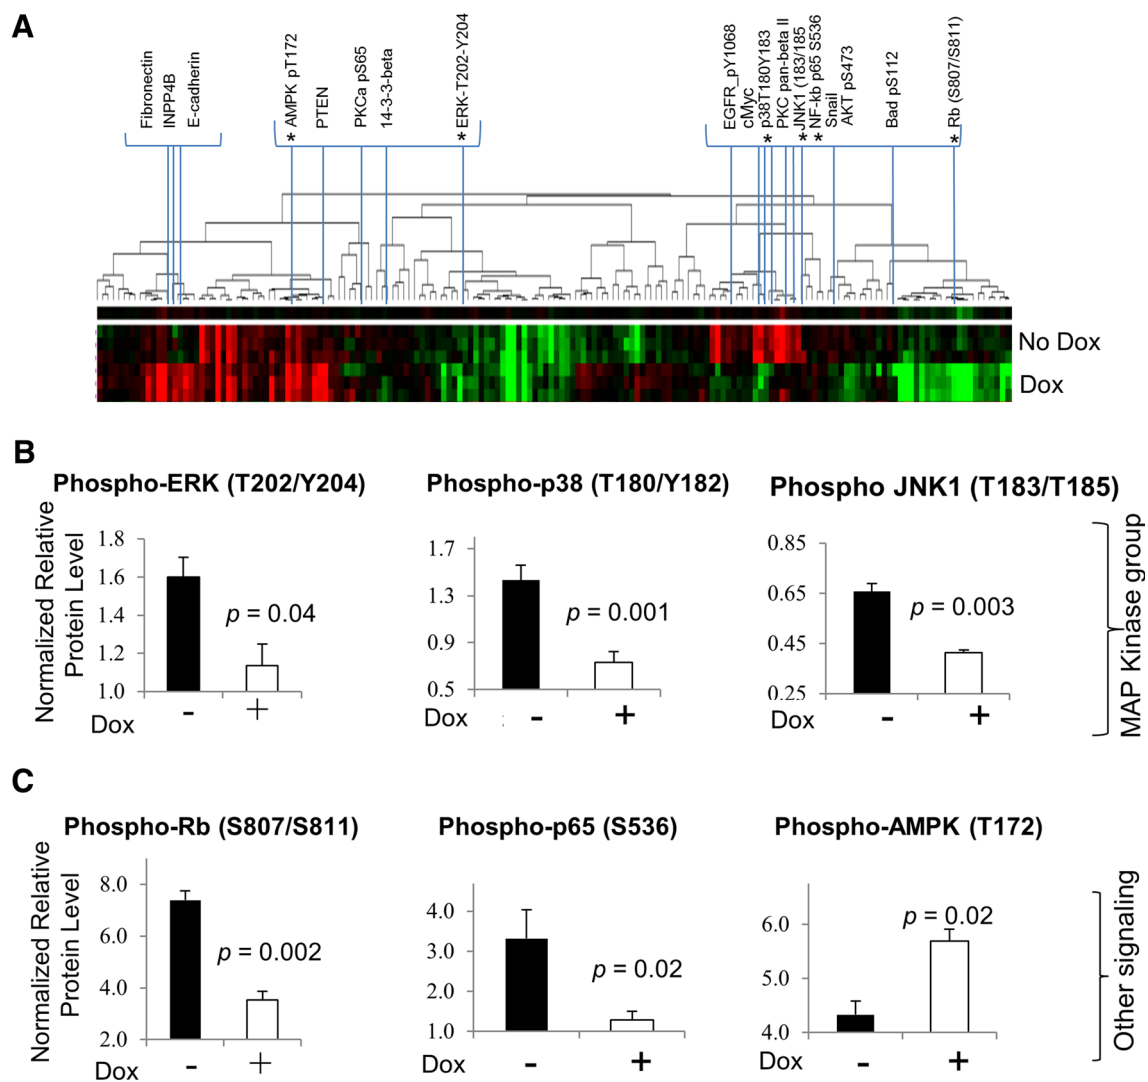 A
Fibronectin
INPP4B
E-cadherin
* AMPK pT172
PTEN
PKCa pS65
14-3-3-beta
* ERK-T202-Y204
EGFR_pY1068
cMyc
p38T180Y183
*
PKC pan-beta II
JNK1 (183/185)
*
NF-kb p65 S536
*
Snail
AKT pS473
Bad pS112
* Rb (S807/S811)
No Dox
Dox
B
Phospho-ERK (T202/Y204)
Phospho-p38 (T180/Y182)
Phospho JNK1 (T183/T185)
Normalized Relative
Protein Level
1.8
1.6
1.4
1.2
1.0
p = 0.04
Dox - +
1.7
1.3
0.9
0.5
p = 0.001
Dox - +
0.85
0.65
0.45
0.25
p = 0.003
Dox - +
MAP Kinase group
C
Phospho-Rb (S807/S811)
Phospho-p65 (S536)
Phospho-AMPK (T172)
Normalized Relative
Protein Level
8.0
6.0
4.0
2.0
p = 0.002
Dox - +
4.0
3.0
2.0
1.0
p = 0.02
Dox - +
6.0
5.0
4.0
p = 0.02
Dox - +
Other signaling